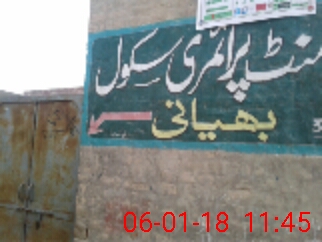 منٹ پرائمری سکول
بھیانی
06-01-18 11:45